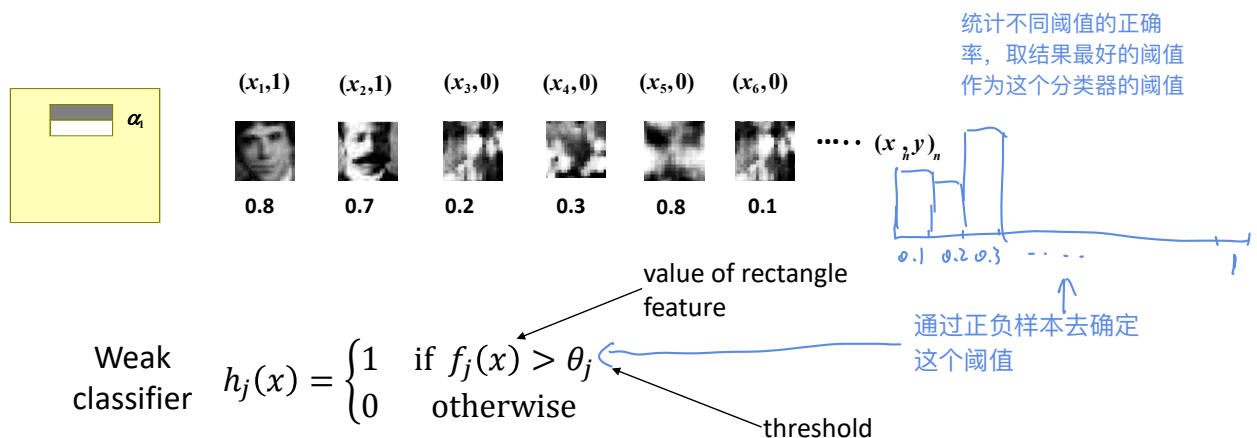 统计不同阈值的正确
率，取结果最好的阈值
作为这个分类器的阈值
(x₁,1) (x₂,1) (x₃,0) (x₄,0) (x₅,0) (x₆,0)
α₁
····· (xₙ,y)ₙ
0.8 0.7 0.2 0.3 0.8 0.1
0.1 0.2 0.3 ···· 1
value of rectangle
feature
通过正负样本去确定
这个阈值
Weak
classifier
hⱼ(x) = {1 if fⱼ(x) > θⱼ
0 otherwise
threshold